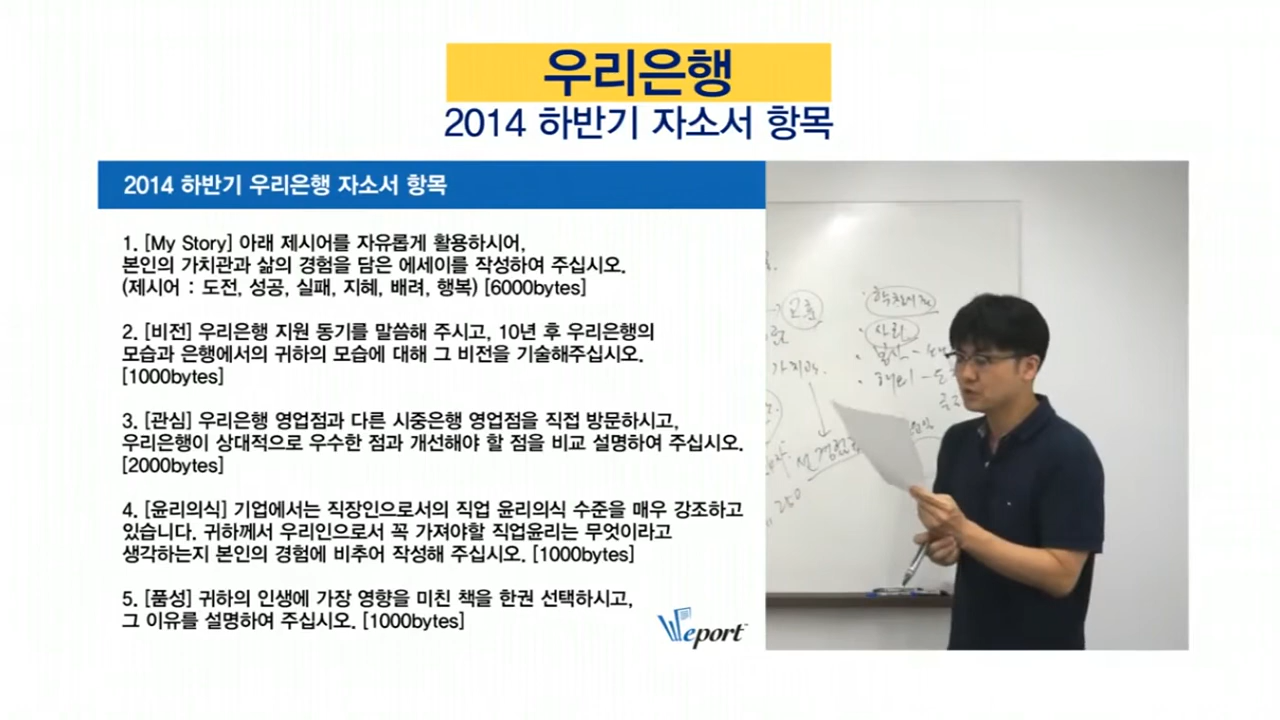 우리은행
2014 하반기 자소서 항목
2014 하반기 우리은행 자소서 항목
1. [My Story] 아래 제시어를 자유롭게 활용하시어,
본인의 가치관과 삶의 경험을 담은 에세이를 작성하여 주십시오.
(제시어 : 도전, 성공, 실패, 지혜, 배려, 행복) [6000bytes]
2. [비전] 우리은행 지원 동기를 말씀해 주시고, 10년 후 우리은행의
모습과 은행에서의 귀하의 모습에 대해 그 비전을 기술해주십시오.
[1000bytes]
3. [관심] 우리은행 영업점과 다른 시중은행 영업점을 직접 방문하시고,
우리은행이 상대적으로 우수한 점과 개선해야 할 점을 비교 설명하여 주십시오.
[2000bytes]
4. [윤리의식] 기업에서는 직장인으로서의 직업 윤리의식 수준을 매우 강조하고
있습니다. 귀하께서 우리인으로서 꼭 가져야할 직업윤리는 무엇이라고
생각하는지 본인의 경험에 비추어 작성해 주십시오. [1000bytes]
5. [품성] 귀하의 인생에 가장 영향을 미친 책을 한권 선택하시고,
그 이유를 설명하여 주십시오. [1000bytes]
Weport
교훈
사회
봉사
250